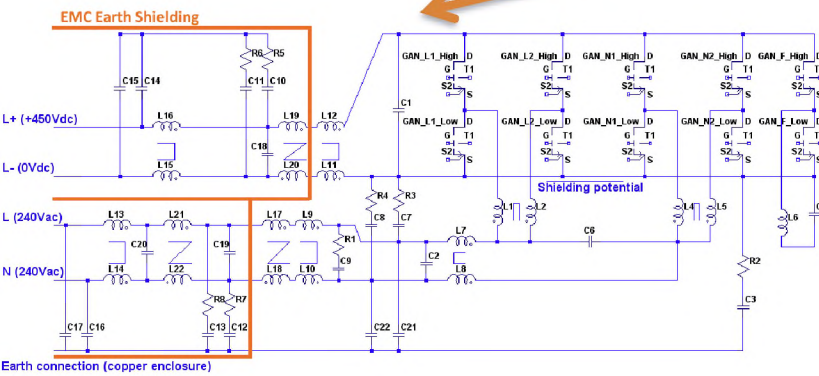 EMC Earth Shielding
R6 R5
C15 C14 C11 C10
GAN_L1_High D GAN_L2_High D GAN_N1_High D GAN_N2_High D GAN_F_High D
G T1 G T1 G T1 G T1 G T1
S2 S S2 S S2 S S2 S S2 S
C1
L+ (+450Vdc) L16 L19 L12
GAN_L1_Low D GAN_L2_Low D GAN_N1_Low D GAN_N2_Low D GAN_F_Low D
G T1 G T1 G T1 G T1 G T1
C18
S2 S S2 S S2 S S2 S S2 S
L- (0Vdc) L15 L20 L11
Shielding potential
R4 R3
L1 L2 L4 L5
C8 C7
L (240Vac) L13 L21 L17 L9 L6
L7 C6
R1
C20 C19
C9 C2 R2
N (240Vac) L14 L22 L18 L10 L8
R8 R7
C3
C17 C16 C13 C12 C22 C21
Earth connection (copper enclosure)